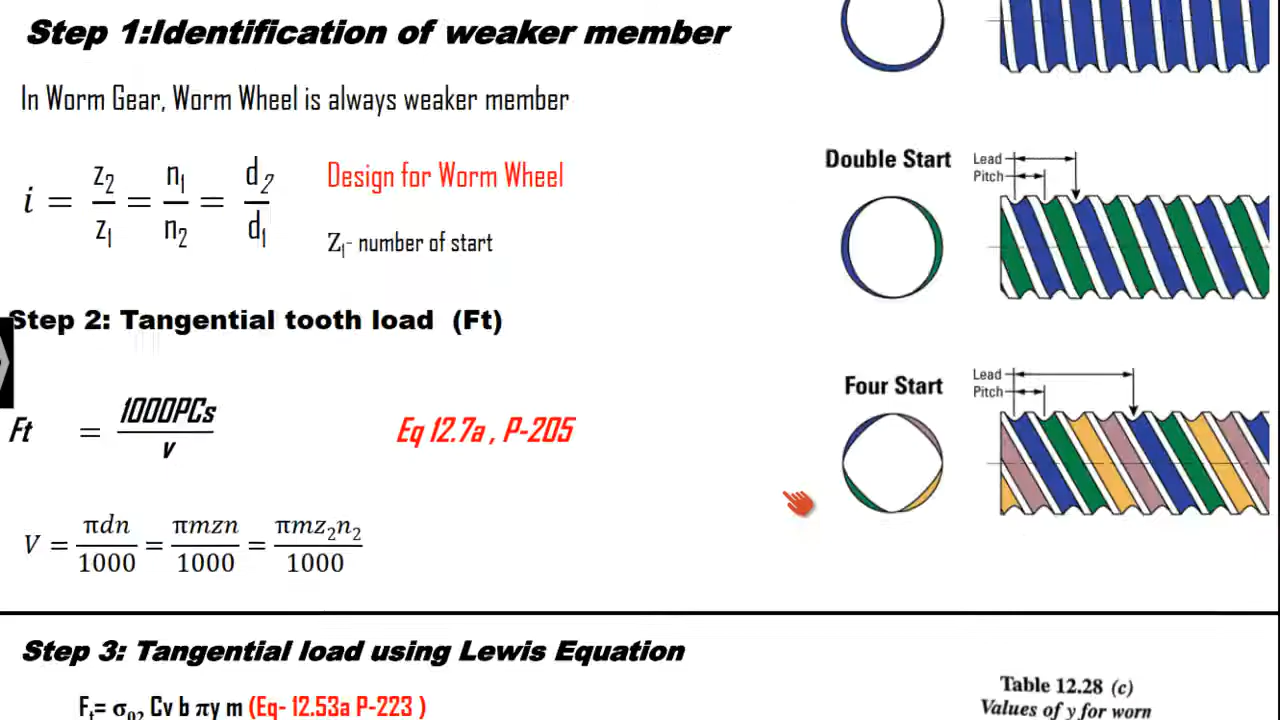 Step 1:Identification of weaker member
In Worm Gear, Worm Wheel is always weaker member
i = z₂/z₁ = n₁/n₂ = d₂/d₁
Design for Worm Wheel
Z₁- number of start
Step 2: Tangential tooth load (Ft)
Ft = 1000PCs/v
Eq 12.7a , P-205
V = πdn/1000 = πmzn/1000 = πmz₂n₂/1000
Double Start
Lead
Pitch
Four Start
Lead
Pitch
Step 3: Tangential load using Lewis Equation
Fₜ= σ₀₂ Cv b πy m (Eq- 12.53a P-223 )
Table 12.28 (c)
Values of y for worn